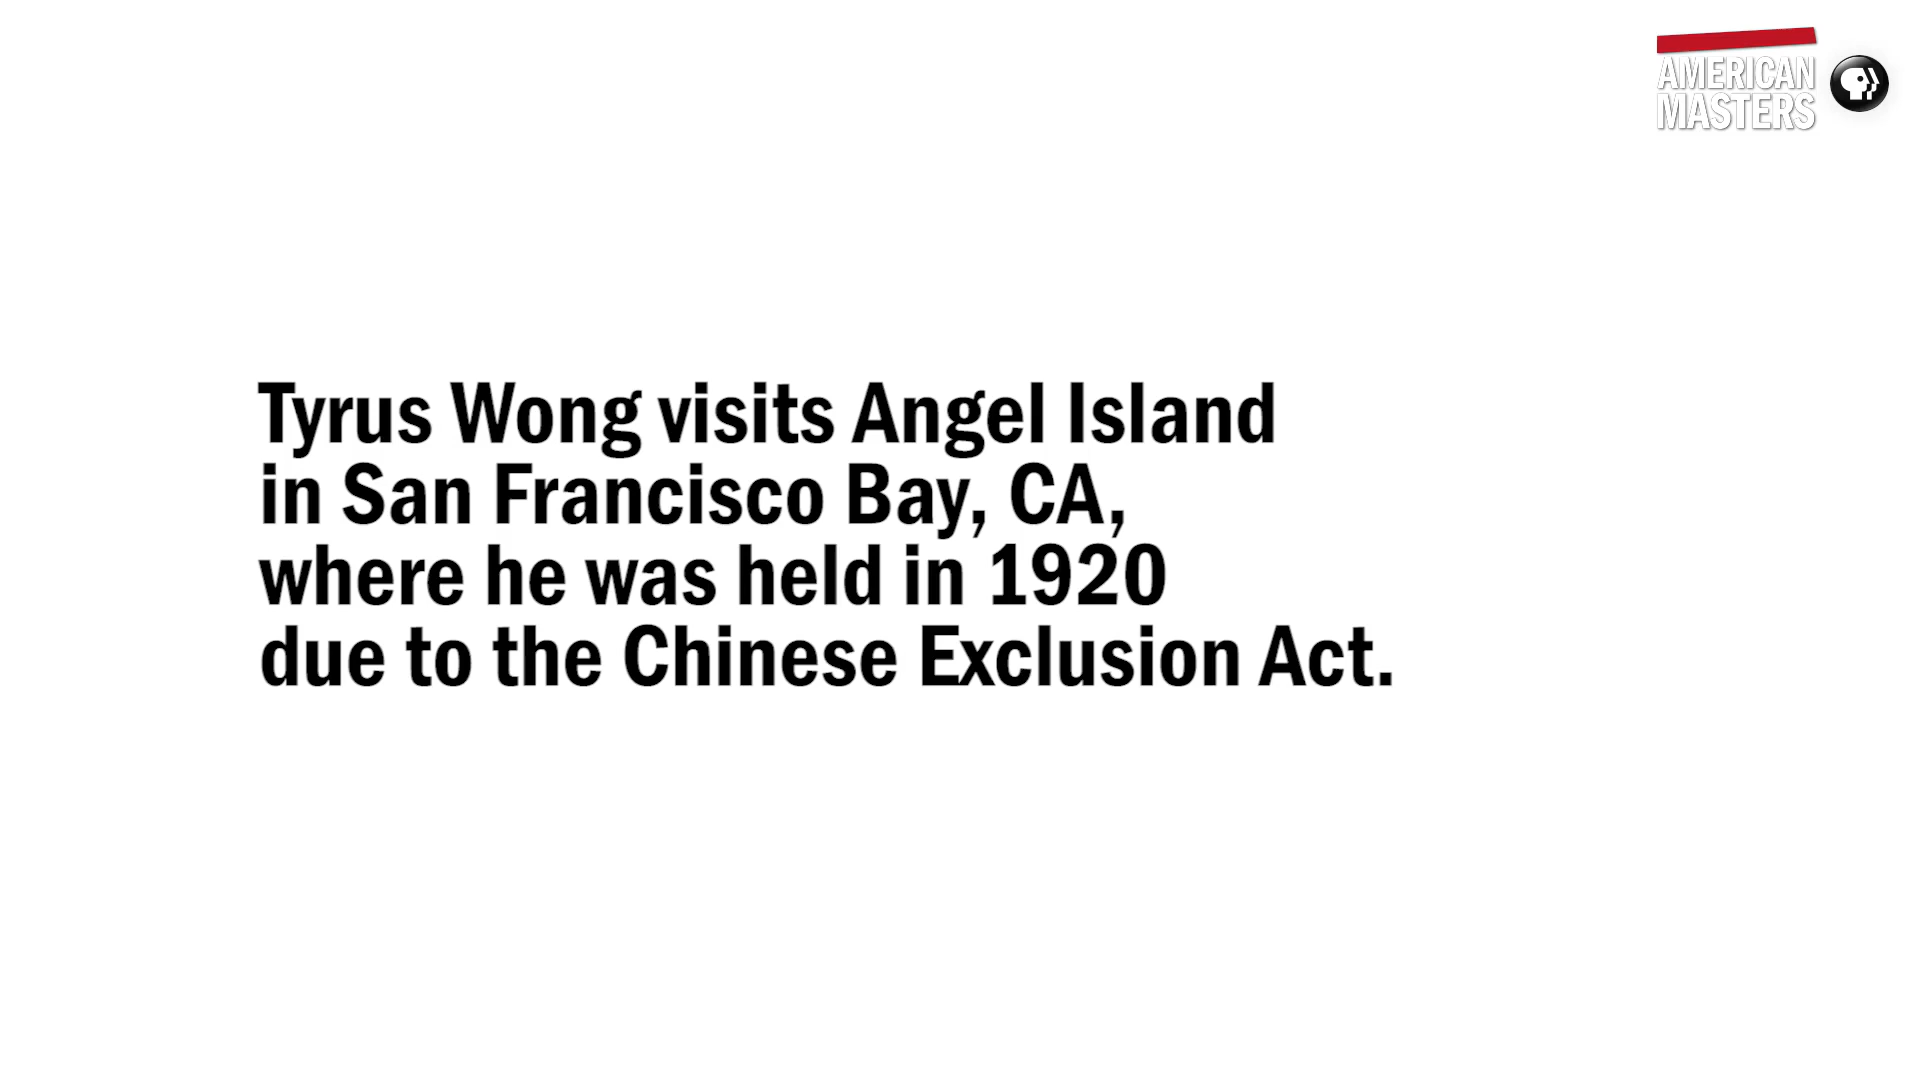 AMERICAN
MASTERS
Tyrus Wong visits Angel Island
in San Francisco Bay, CA,
where he was held in 1920
due to the Chinese Exclusion Act.